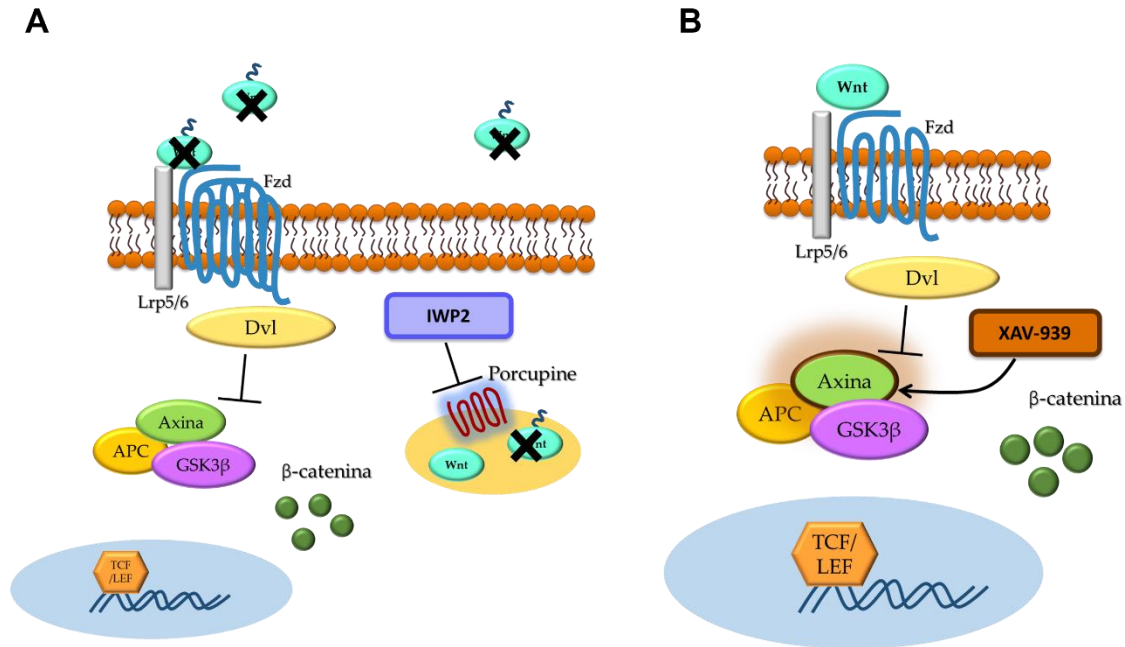 A
Fzd
Lrp5/6
Dvl
IWP2
Porcupine
Axina
APC
GSK3β
Wnt
β-catenina
TCF
/LEF
B
Wnt
Fzd
Lrp5/6
Dvl
XAV-939
Axina
APC
GSK3β
β-catenina
TCF/
LEF